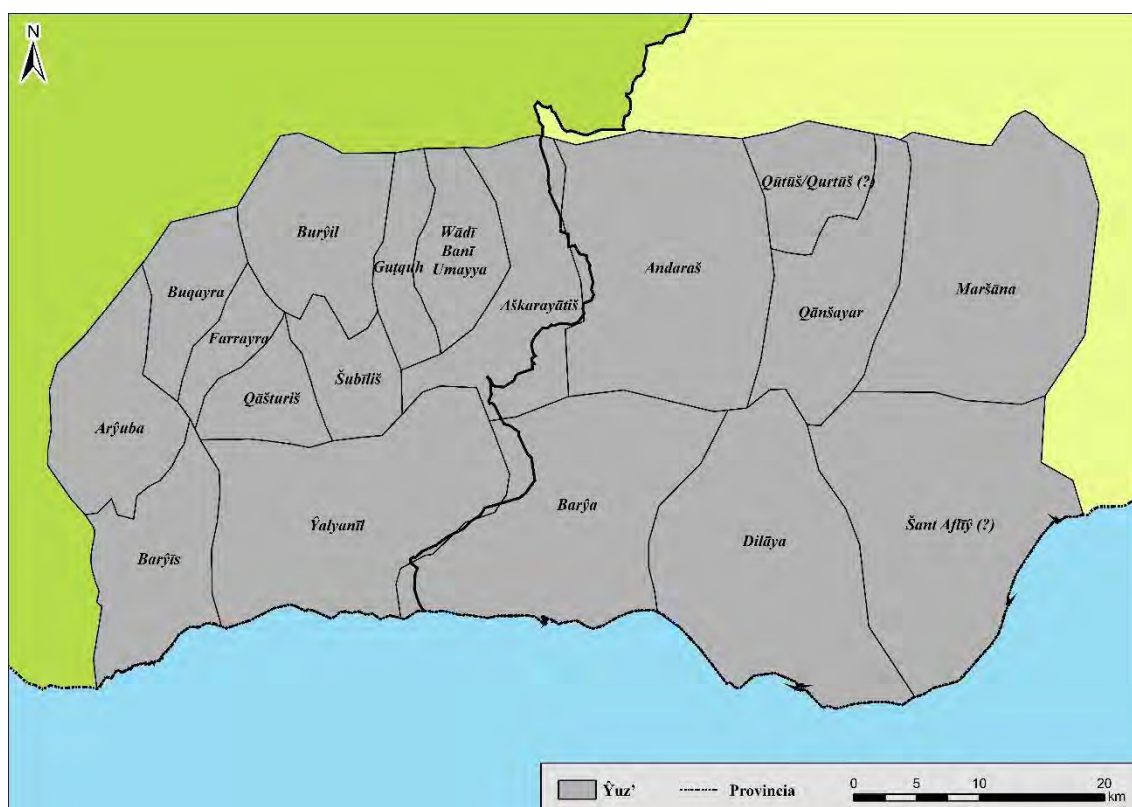 N
Qūtūš/Qurtūš (?)
Burŷil
Wādī
Banī
Umayya
Guṭquh
Andaraš
Buqayra
Qānšayar
Maršāna
Aškarayātiš
Farrayra
Šubīliš
Qāšturiš
Arŷuba
Barŷa
Šant Aflīŷ (?)
Ŷalyanīl
Dilāya
Barŷīs
Ŷuz’ Provincia
0 5 10 20
km